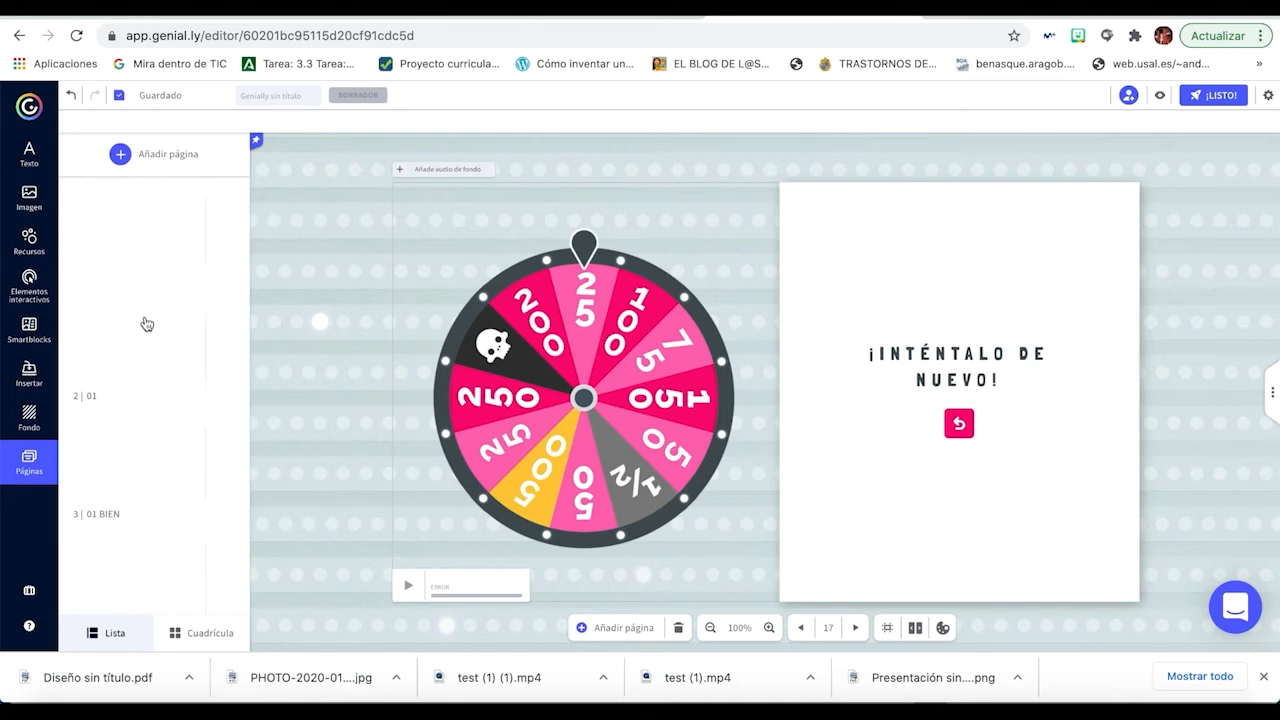 app.genial.ly/editor/60201bc95115d20cf91cdc5d
Actualizar
Aplicaciones
Mira dentro de TIC
Tarea: 3.3 Tarea:...
Proyecto curricula...
Cómo inventar un...
EL BLOG DE L@S...
TRASTORNOS DE...
benasque.aragob....
web.usal.es/~and...
»
Guardado
Genially sin título
BORRADOR
¡LISTO!
Texto
Imagen
Recursos
Elementos
interactivos
Smartblocks
Insertar
Fondo
Páginas
Añadir página
2 | 01
3 | 01 BIEN
Lista
Cuadrícula
Añade audio de fondo
25
100
75
150
50
1/2
50
500
25
250
200
ERROR
¡INTÉNTALO DE
NUEVO!
Añadir página
100%
17
Diseño sin título.pdf
PHOTO-2020-01....jpg
test (1) (1).mp4
test (1).mp4
Presentación sin....png
Mostrar todo